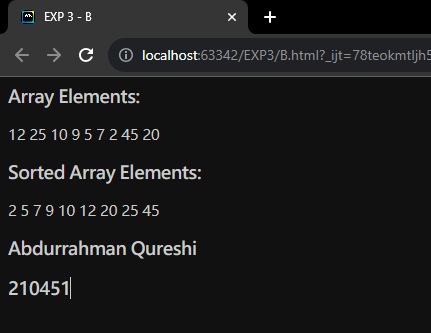 EXP 3 - B
localhost:63342/EXP3/B.html?_ijt=78teokmtljh5
Array Elements:
12 25 10 9 5 7 2 45 20
Sorted Array Elements:
2 5 7 9 10 12 20 25 45
Abdurrahman Qureshi
210451